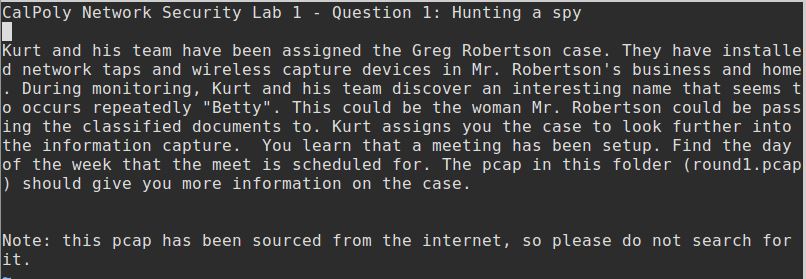 CalPoly Network Security Lab 1 - Question 1: Hunting a spy
Kurt and his team have been assigned the Greg Robertson case. They have installe
d network taps and wireless capture devices in Mr. Robertson's business and home
. During monitoring, Kurt and his team discover an interesting name that seems t
o occurs repeatedly "Betty". This could be the woman Mr. Robertson could be pass
ing the classified documents to. Kurt assigns you the case to look further into
the information capture.  You learn that a meeting has been setup. Find the day
of the week that the meet is scheduled for. The pcap in this folder (round1.pcap
) should give you more information on the case.
Note: this pcap has been sourced from the internet, so please do not search for
it.
~